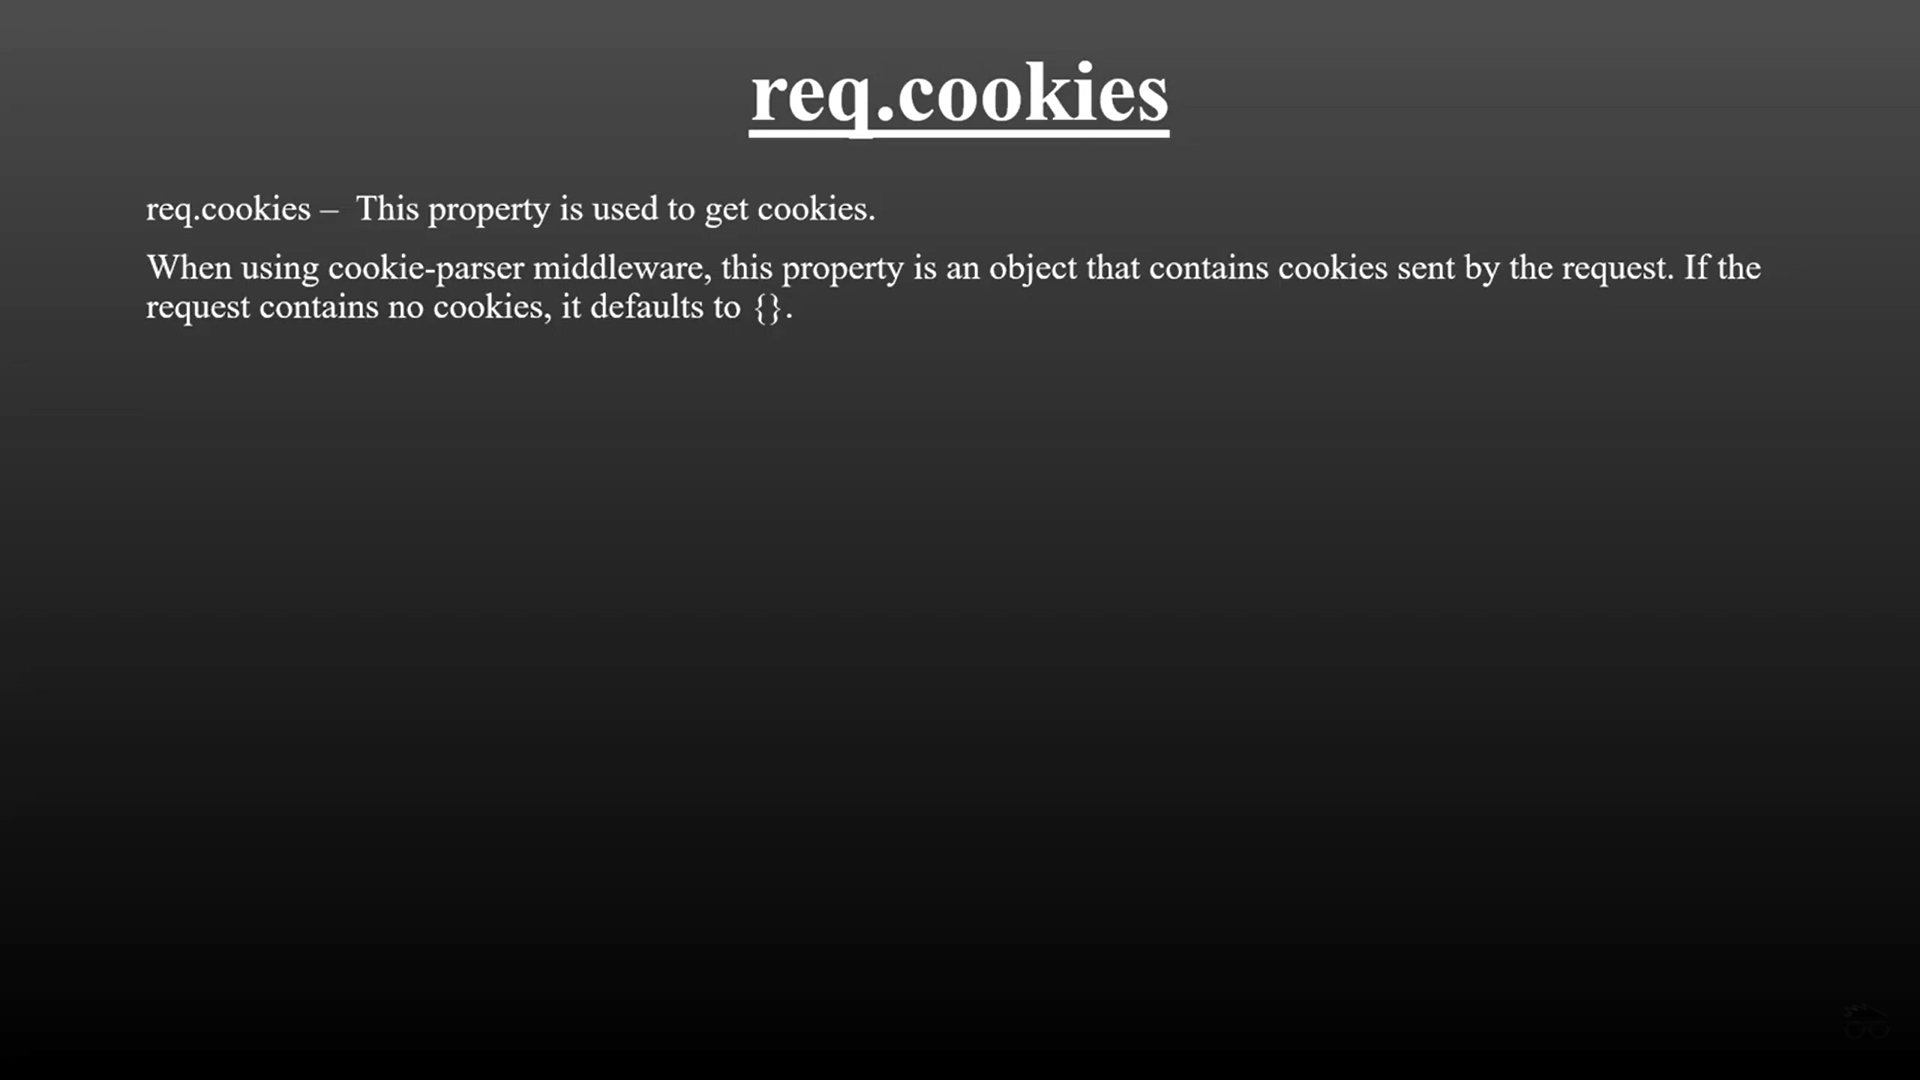 req.cookies
req.cookies – This property is used to get cookies.
When using cookie-parser middleware, this property is an object that contains cookies sent by the request. If the
request contains no cookies, it defaults to {}.